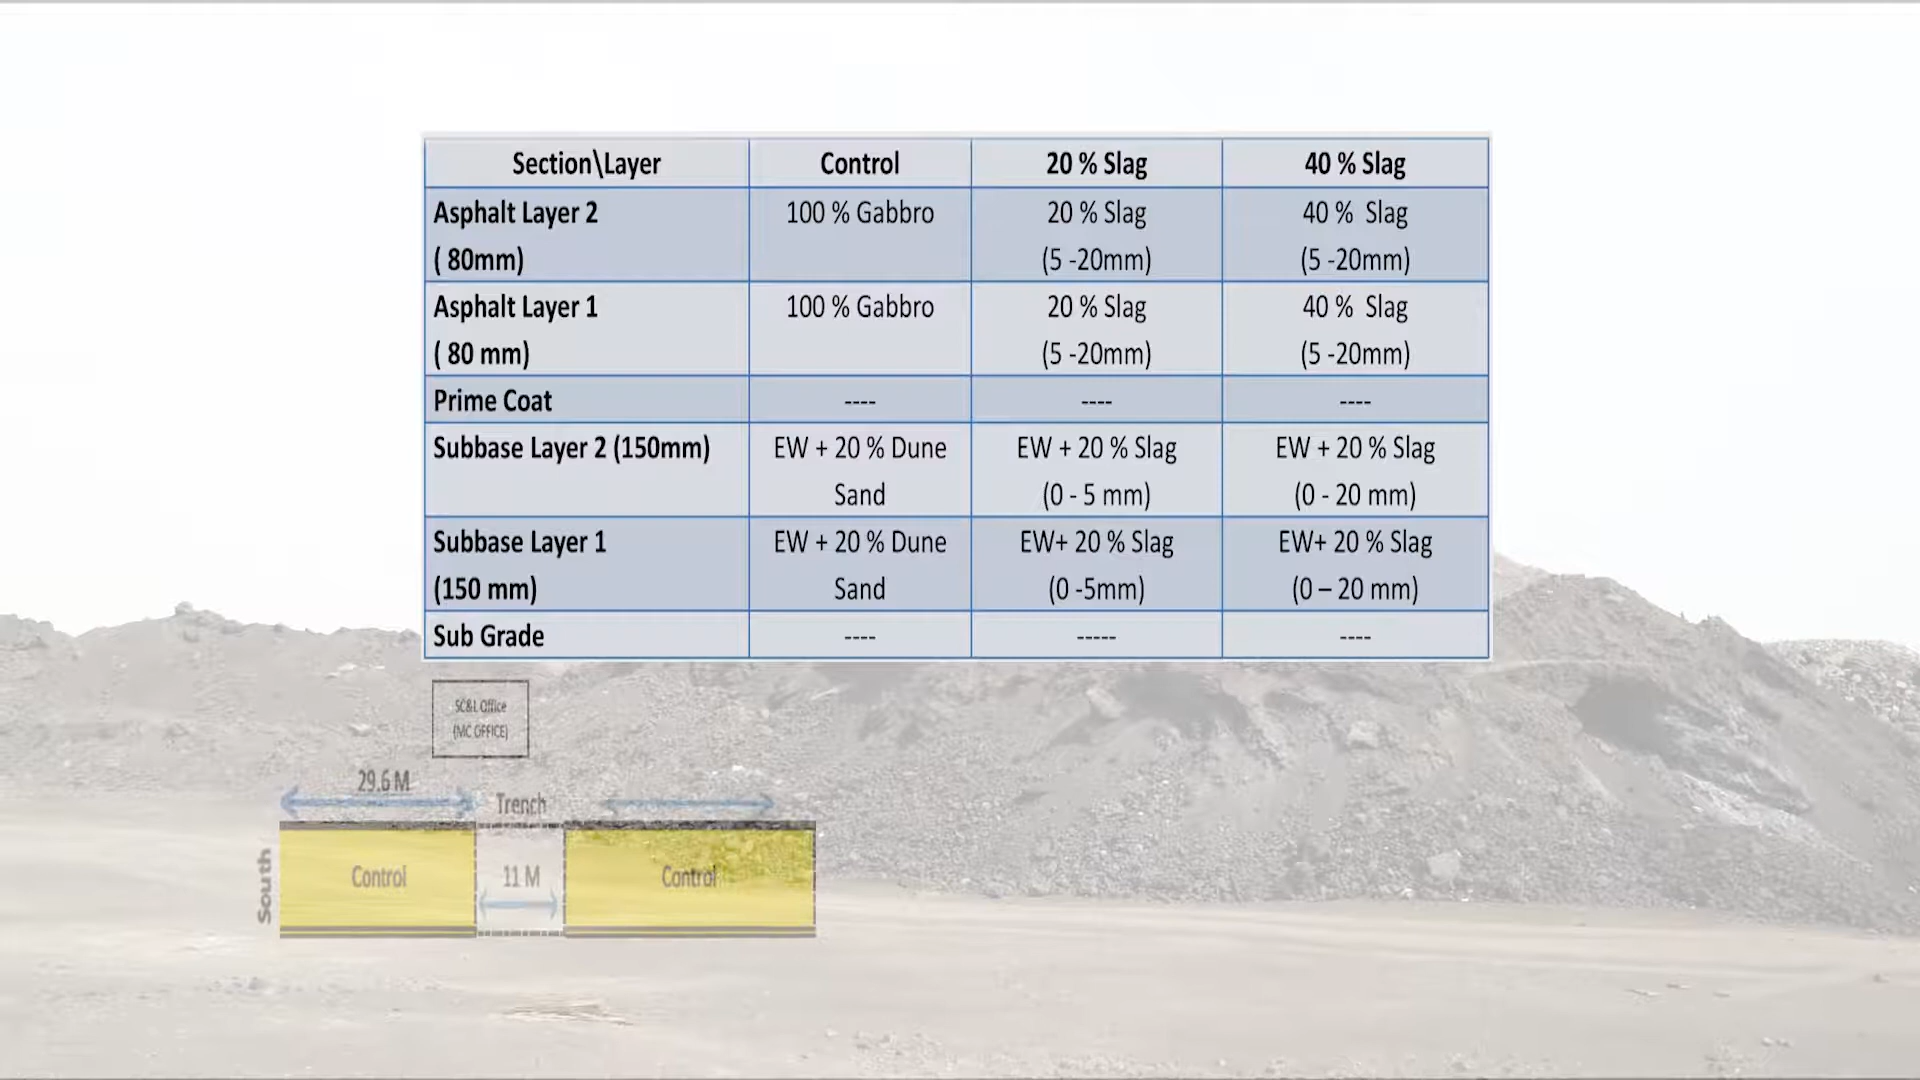 Section\Layer Control 20 % Slag 40 % Slag
Asphalt Layer 2 100 % Gabbro 20 % Slag 40 % Slag
( 80mm) (5 -20mm) (5 -20mm)
Asphalt Layer 1 100 % Gabbro 20 % Slag 40 % Slag
( 80 mm) (5 -20mm) (5 -20mm)
Prime Coat ---- ---- ----
Subbase Layer 2 (150mm) EW + 20 % Dune EW + 20 % Slag EW + 20 % Slag
Sand (0 - 5 mm) (0 - 20 mm)
Subbase Layer 1 EW + 20 % Dune EW+ 20 % Slag EW+ 20 % Slag
(150 mm) Sand (0 -5mm) (0 – 20 mm)
Sub Grade ---- ----- ----
SC&L Office
(MC OFFICE)
29.6 M
Trench
South
Control 11 M Control